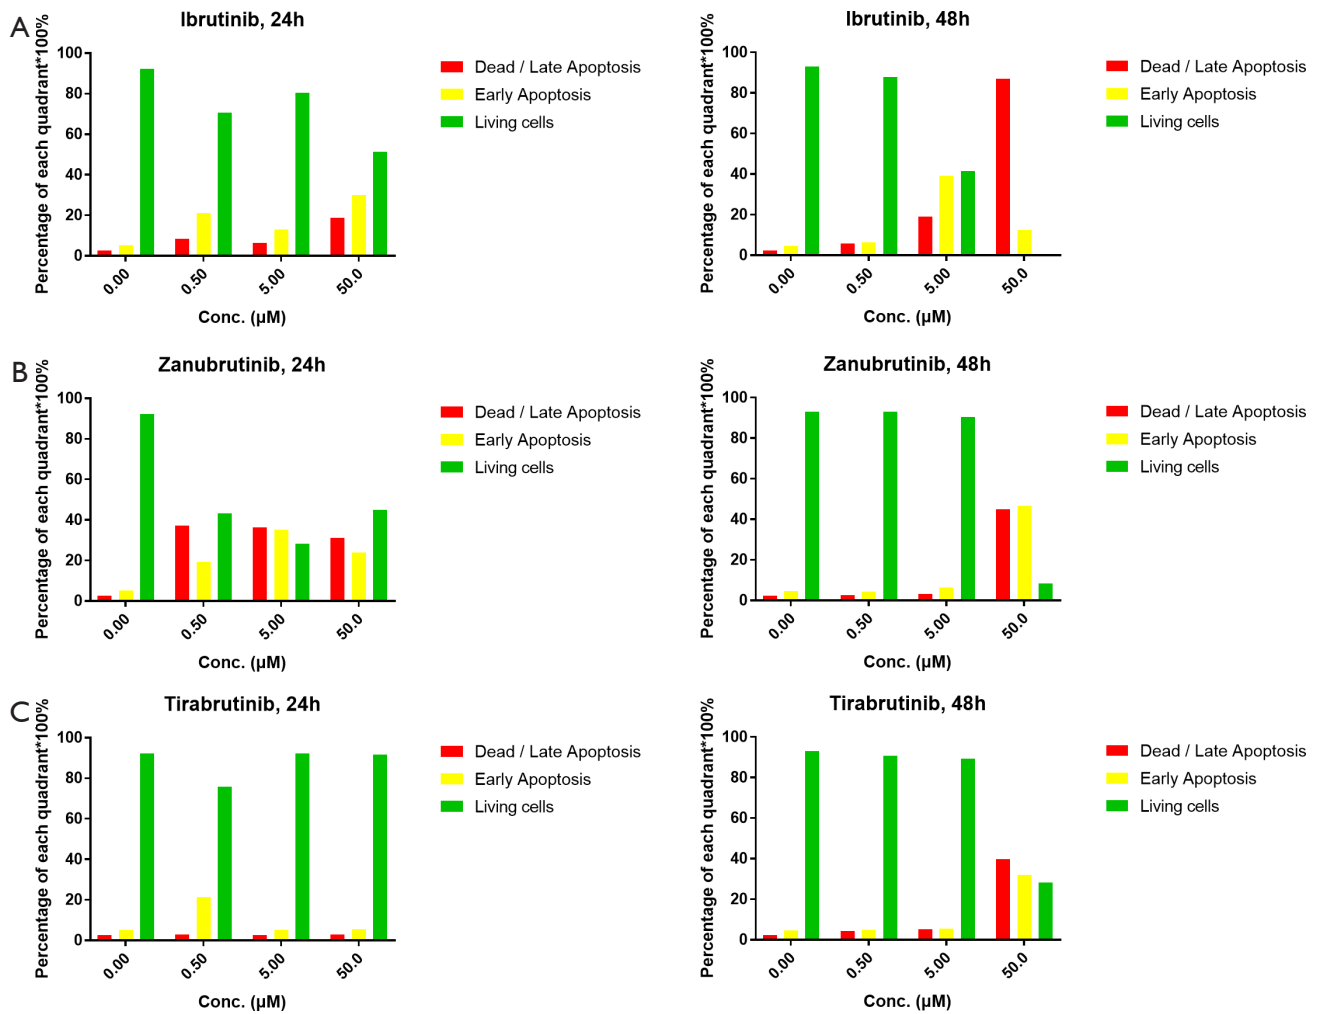 A
Ibrutinib, 24h
Percentage of each quadrant*100%
100
80
60
40
20
0
0.00
0.50
5.00
50.0
Conc. (µM)
Dead / Late Apoptosis
Early Apoptosis
Living cells
Ibrutinib, 48h
Percentage of each quadrant*100%
100
80
60
40
20
0
0.00
0.50
5.00
50.0
Conc. (µM)
Dead / Late Apoptosis
Early Apoptosis
Living cells
B
Zanubrutinib, 24h
Percentage of each quadrant*100%
100
80
60
40
20
0
0.00
0.50
5.00
50.0
Conc. (µM)
Dead / Late Apoptosis
Early Apoptosis
Living cells
Zanubrutinib, 48h
Percentage of each quadrant*100%
100
80
60
40
20
0
0.00
0.50
5.00
50.0
Conc. (µM)
Dead / Late Apoptosis
Early Apoptosis
Living cells
C
Tirabrutinib, 24h
Percentage of each quadrant*100%
100
80
60
40
20
0
0.00
0.50
5.00
50.0
Conc. (µM)
Dead / Late Apoptosis
Early Apoptosis
Living cells
Tirabrutinib, 48h
Percentage of each quadrant*100%
100
80
60
40
20
0
0.00
0.50
5.00
50.0
Conc. (µM)
Dead / Late Apoptosis
Early Apoptosis
Living cells